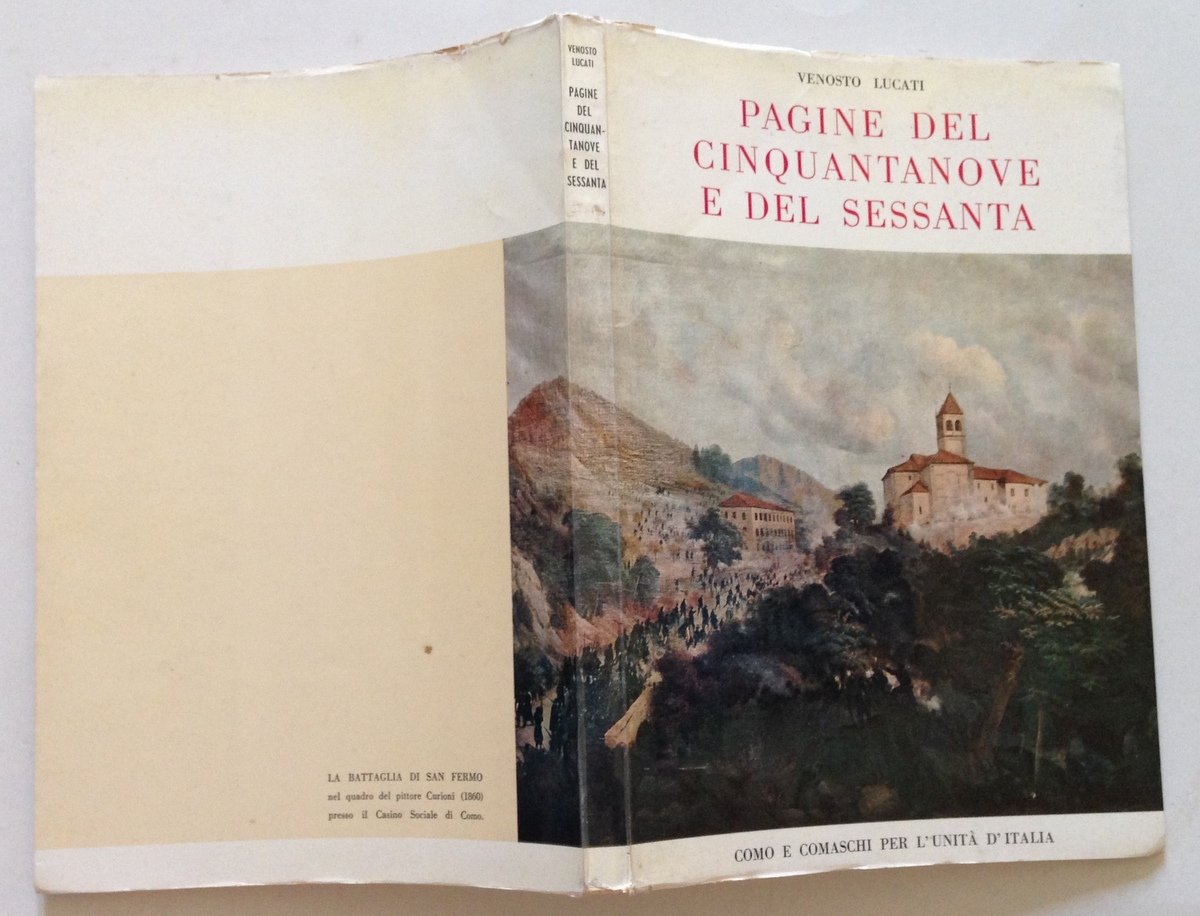 VENOSTO LUCATI
PAGINE DEL
CINQUANTANOVE
E DEL SESSANTA
COMO E COMASCHI PER L'UNITÀ D'ITALIA
VENOSTO
LUCATI
PAGINE
DEL
CINQUAN-
TANOVE
E DEL
SESSANTA
LA BATTAGLIA DI SAN FERMO
nel quadro del pittore Curioni (1860)
presso il Casino Sociale di Como.